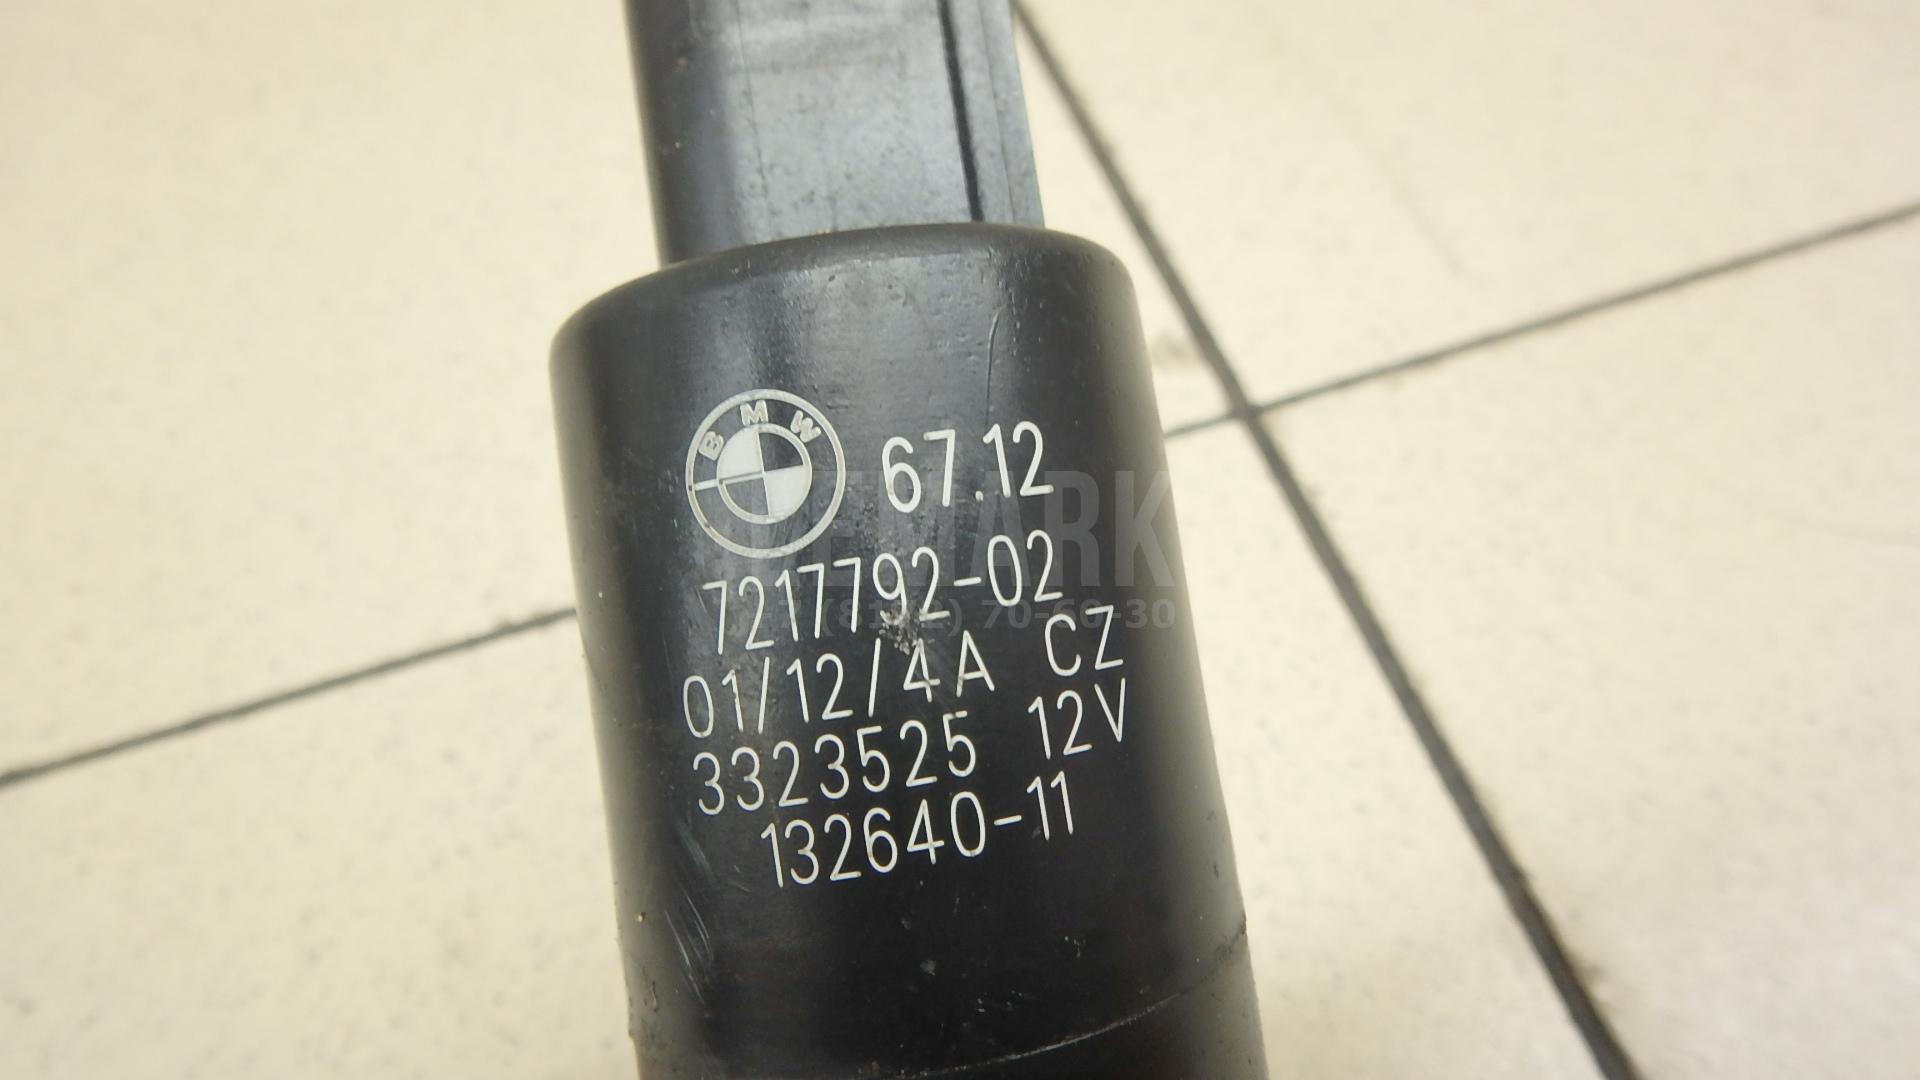 BMW 67.12
7217792-02
01/12/4A CZ
3323525 12V
132640-11